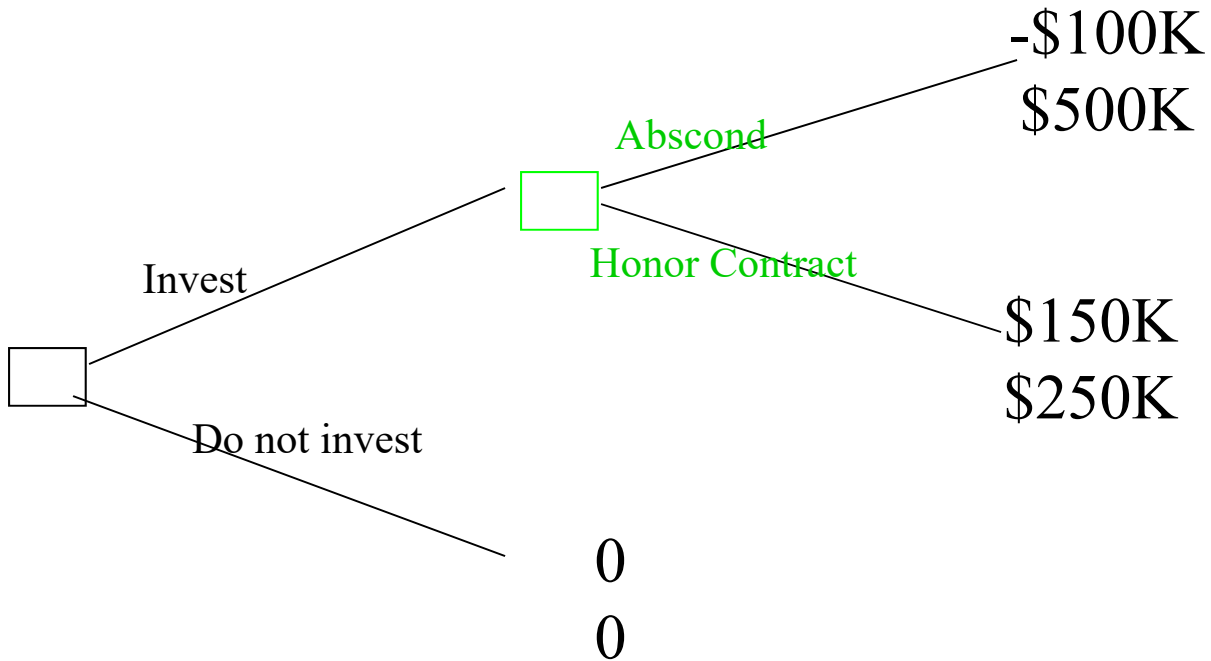 -$100K
$500K
Abscond
Honor Contract
Invest
$150K
$250K
Do not invest
0
0